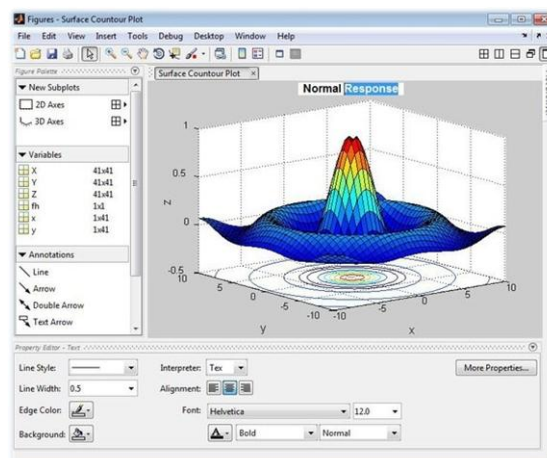 Figures - Surface Countour Plot
File Edit View Insert Tools Debug Desktop Window Help
Figure Palette
Surface Countour Plot
New Subplots
2D Axes
3D Axes
Variables
X 41x41
Y 41x41
Z 41x41
fh 1x1
x 1x41
y 1x41
Annotations
Line
Arrow
Double Arrow
Text Arrow
Normal Response
1
0.5
0
-0.5
z
10
5
0
-5
-10
y
-10
-5
0
5
10
x
Property Editor - Text
Line Style: Interpreter: Tex More Properties...
Line Width: 0.5 Alignment:
Edge Color: Font: Helvetica 12.0
Background: Bold Normal